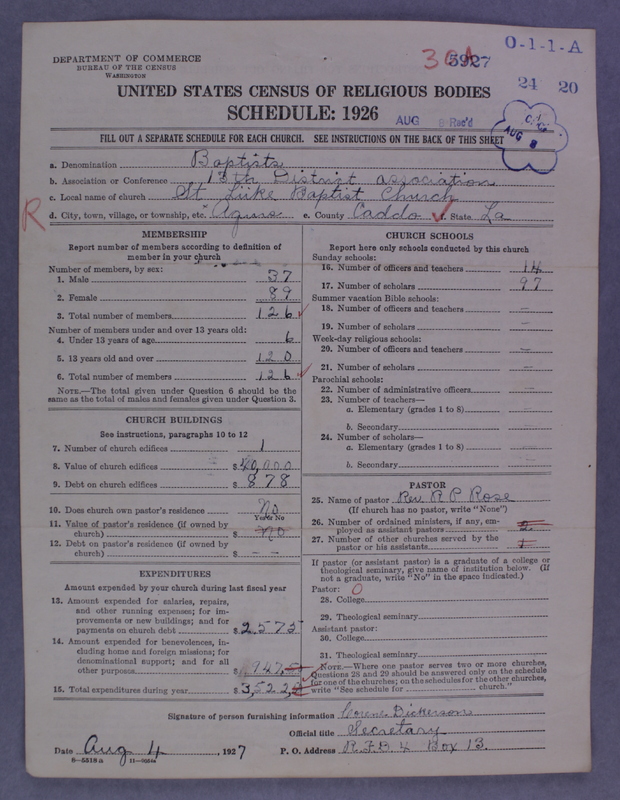 DEPARTMENT OF COMMERCE
BUREAU OF THE CENSUS
WASHINGTON
30A 5927
O-1-1-A
24 20
UNITED STATES CENSUS OF RELIGIOUS BODIES
SCHEDULE: 1926
AUG 8 Rec'd
AUG 8
FILL OUT A SEPARATE SCHEDULE FOR EACH CHURCH. SEE INSTRUCTIONS ON THE BACK OF THIS SHEET
a. Denomination Baptists
b. Association or Conference 13th District association
c. Local name of church St Luke Baptist Church
R d. City, town, village, or township, etc. e. County Caddo f. State La
MEMBERSHIP
Report number of members according to definition of
member in your church
Number of members, by sex:
1. Male 37
2. Female 89
3. Total number of members 126
Number of members under and over 13 years old:
4. Under 13 years of age 6
5. 13 years old and over 120
6. Total number of members 126
NOTE.—The total given under Question 6 should be the
same as the total of males and females given under Question 3.
CHURCH BUILDINGS
See instructions, paragraphs 10 to 12
7. Number of church edifices 1
8. Value of church edifices $
9. Debt on church edifices $ 878
10. Does church own pastor's residence No
Yes or No
11. Value of pastor's residence (if owned by
church) $ no
12. Debt on pastor's residence (if owned by
church) $ - -
EXPENDITURES
Amount expended by your church during last fiscal year
13. Amount expended for salaries, repairs,
and other running expenses; for im-
provements or new buildings; and for
payments on church debt $ 2575
14. Amount expended for benevolences, in-
cluding home and foreign missions; for
denominational support; and for all
other purposes $ 947
15. Total expenditures during year $ 3,522
CHURCH SCHOOLS
Report here only schools conducted by this church
Sunday schools:
16. Number of officers and teachers 14
17. Number of scholars 97
Summer vacation Bible schools:
18. Number of officers and teachers —
19. Number of scholars —
Week-day religious schools:
20. Number of officers and teachers —
21. Number of scholars —
Parochial schools:
22. Number of administrative officers —
23. Number of teachers—
a. Elementary (grades 1 to 8) —
b. Secondary —
24. Number of scholars—
a. Elementary (grades 1 to 8) —
b. Secondary —
PASTOR
25. Name of pastor Rev. R P Rose
(If church has no pastor, write "None")
26. Number of ordained ministers, if any, em-
ployed as assistant pastors 2
27. Number of other churches served by the
pastor or his assistants 1
If pastor (or assistant pastor) is a graduate of a college or
theological seminary, give name of institution below. (If
not a graduate, write "No" in the space indicated.)
Pastor: O
28. College
29. Theological seminary
Assistant pastor:
30. College
31. Theological seminary
NOTE.—Where one pastor serves two or more churches,
Questions 28 and 29 should be answered only on the schedule
for one of the churches; on the schedules for the other churches,
write "See schedule for church."
Signature of person furnishing information Corene Dickerson
Official title Secretary
Date Aug 4, 1927 P. O. Address R.F.D. 4 Box 13.
8—5518a